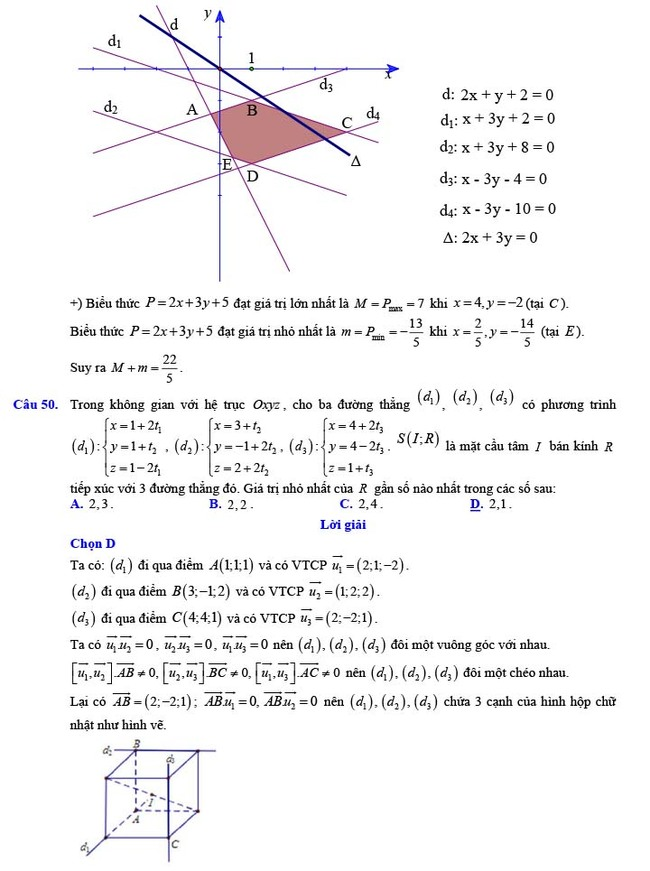 y
d
d₁
1
x
d₃
d₂
A
B
C
d₄
E
D
Δ
d: 2x + y + 2 = 0
d₁: x + 3y + 2 = 0
d₂: x + 3y + 8 = 0
d₃: x - 3y - 4 = 0
d₄: x - 3y - 10 = 0
Δ: 2x + 3y = 0
+) Biểu thức P = 2x + 3y + 5 đạt giá trị lớn nhất là M = Pmax = 7 khi x = 4, y = −2 (tại C).
Biểu thức P = 2x + 3y + 5 đạt giá trị nhỏ nhất là m = Pmin = −13/5 khi x = 2/5, y = −14/5 (tại E).
Suy ra M + m = 22/5.
Câu 50. Trong không gian với hệ trục Oxyz, cho ba đường thẳng (d₁), (d₂), (d₃) có phương trình
(d₁): {x = 1 + 2t₁; y = 1 + t₁; z = 1 − 2t₁, (d₂): {x = 3 + t₂; y = −1 + 2t₂; z = 2 + 2t₂, (d₃): {x = 4 + 2t₃; y = 4 − 2t₃; z = 1 + t₃. S(I; R) là mặt cầu tâm I bán kính R
tiếp xúc với 3 đường thẳng đó. Giá trị nhỏ nhất của R gần số nào nhất trong các số sau:
A. 2,3. B. 2,2. C. 2,4. D. 2,1.
Lời giải
Chọn D
Ta có: (d₁) đi qua điểm A(1;1;1) và có VTCP u₁⃗ = (2;1;−2).
(d₂) đi qua điểm B(3;−1;2) và có VTCP u₂⃗ = (1;2;2).
(d₃) đi qua điểm C(4;4;1) và có VTCP u₃⃗ = (2;−2;1).
Ta có u₁⃗.u₂⃗ = 0, u₂⃗.u₃⃗ = 0, u₁⃗.u₃⃗ = 0 nên (d₁), (d₂), (d₃) đôi một vuông góc với nhau.
[u₁⃗, u₂⃗].AB⃗ ≠ 0, [u₂⃗, u₃⃗].BC⃗ ≠ 0, [u₁⃗, u₃⃗].AC⃗ ≠ 0 nên (d₁), (d₂), (d₃) đôi một chéo nhau.
Lại có AB⃗ = (2;−2;1); AB⃗.u₁⃗ = 0, AB⃗.u₂⃗ = 0 nên (d₁), (d₂), (d₃) chứa 3 cạnh của hình hộp chữ
nhật như hình vẽ.
d₂
B
d₃
I
A
d₁
C